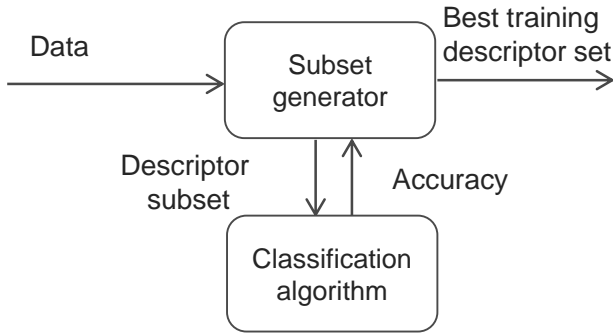 Data
Subset
generator
Best training
descriptor set
Descriptor
subset
Accuracy
Classification
algorithm